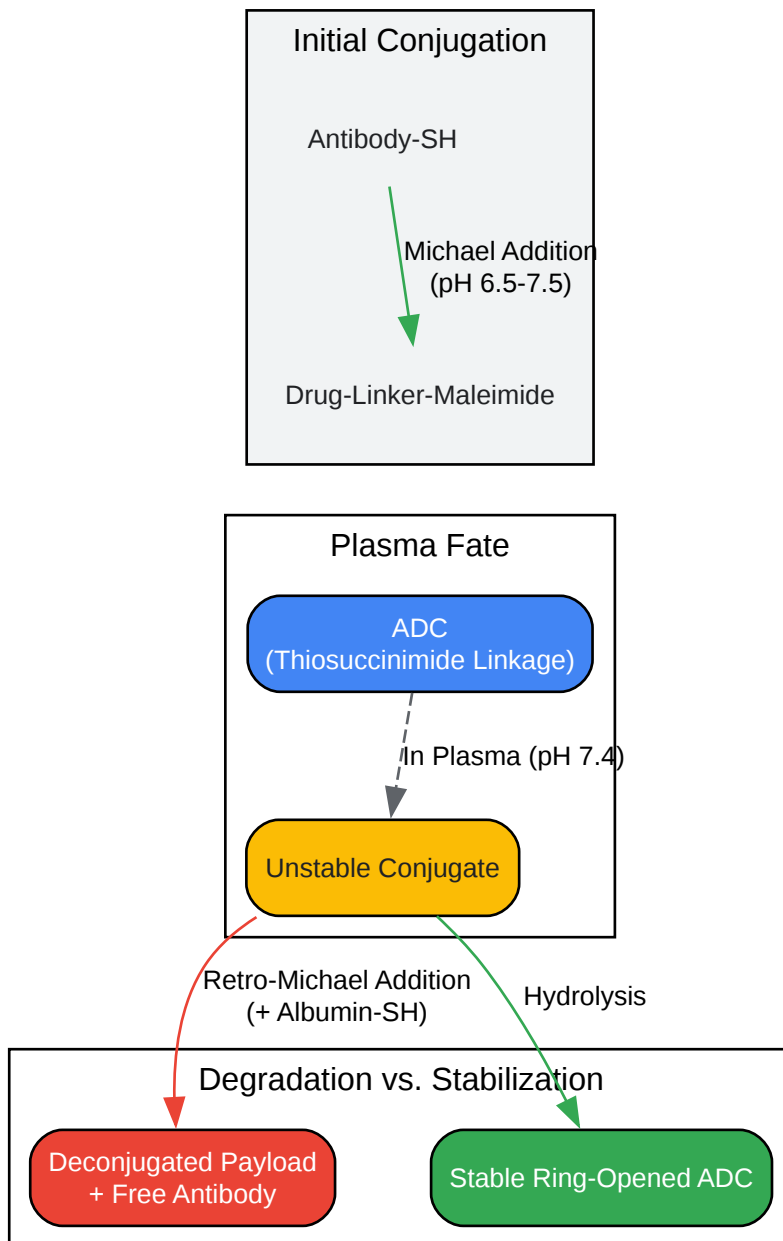 Initial Conjugation
Antibody-SH
Michael Addition
(pH 6.5-7.5)
Drug-Linker-Maleimide
Plasma Fate
ADC
(Thiosuccinimide Linkage)
In Plasma (pH 7.4)
Unstable Conjugate
Retro-Michael Addition
(+ Albumin-SH)
Hydrolysis
Degradation vs. Stabilization
Deconjugated Payload
+ Free Antibody
Stable Ring-Opened ADC